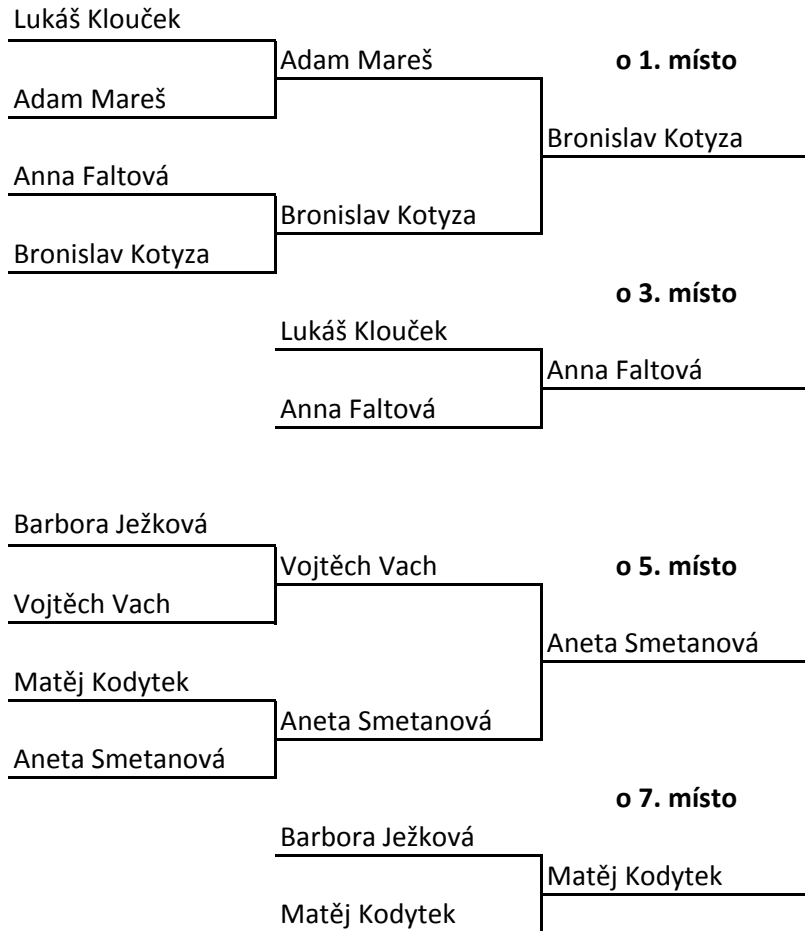 Lukáš Klouček
Adam Mareš
o 1. místo
Adam Mareš
Bronislav Kotyza
Anna Faltová
Bronislav Kotyza
Bronislav Kotyza
o 3. místo
Lukáš Klouček
Anna Faltová
Anna Faltová
Barbora Ježková
Vojtěch Vach
o 5. místo
Vojtěch Vach
Aneta Smetanová
Matěj Kodytek
Aneta Smetanová
Aneta Smetanová
o 7. místo
Barbora Ježková
Matěj Kodytek
Matěj Kodytek